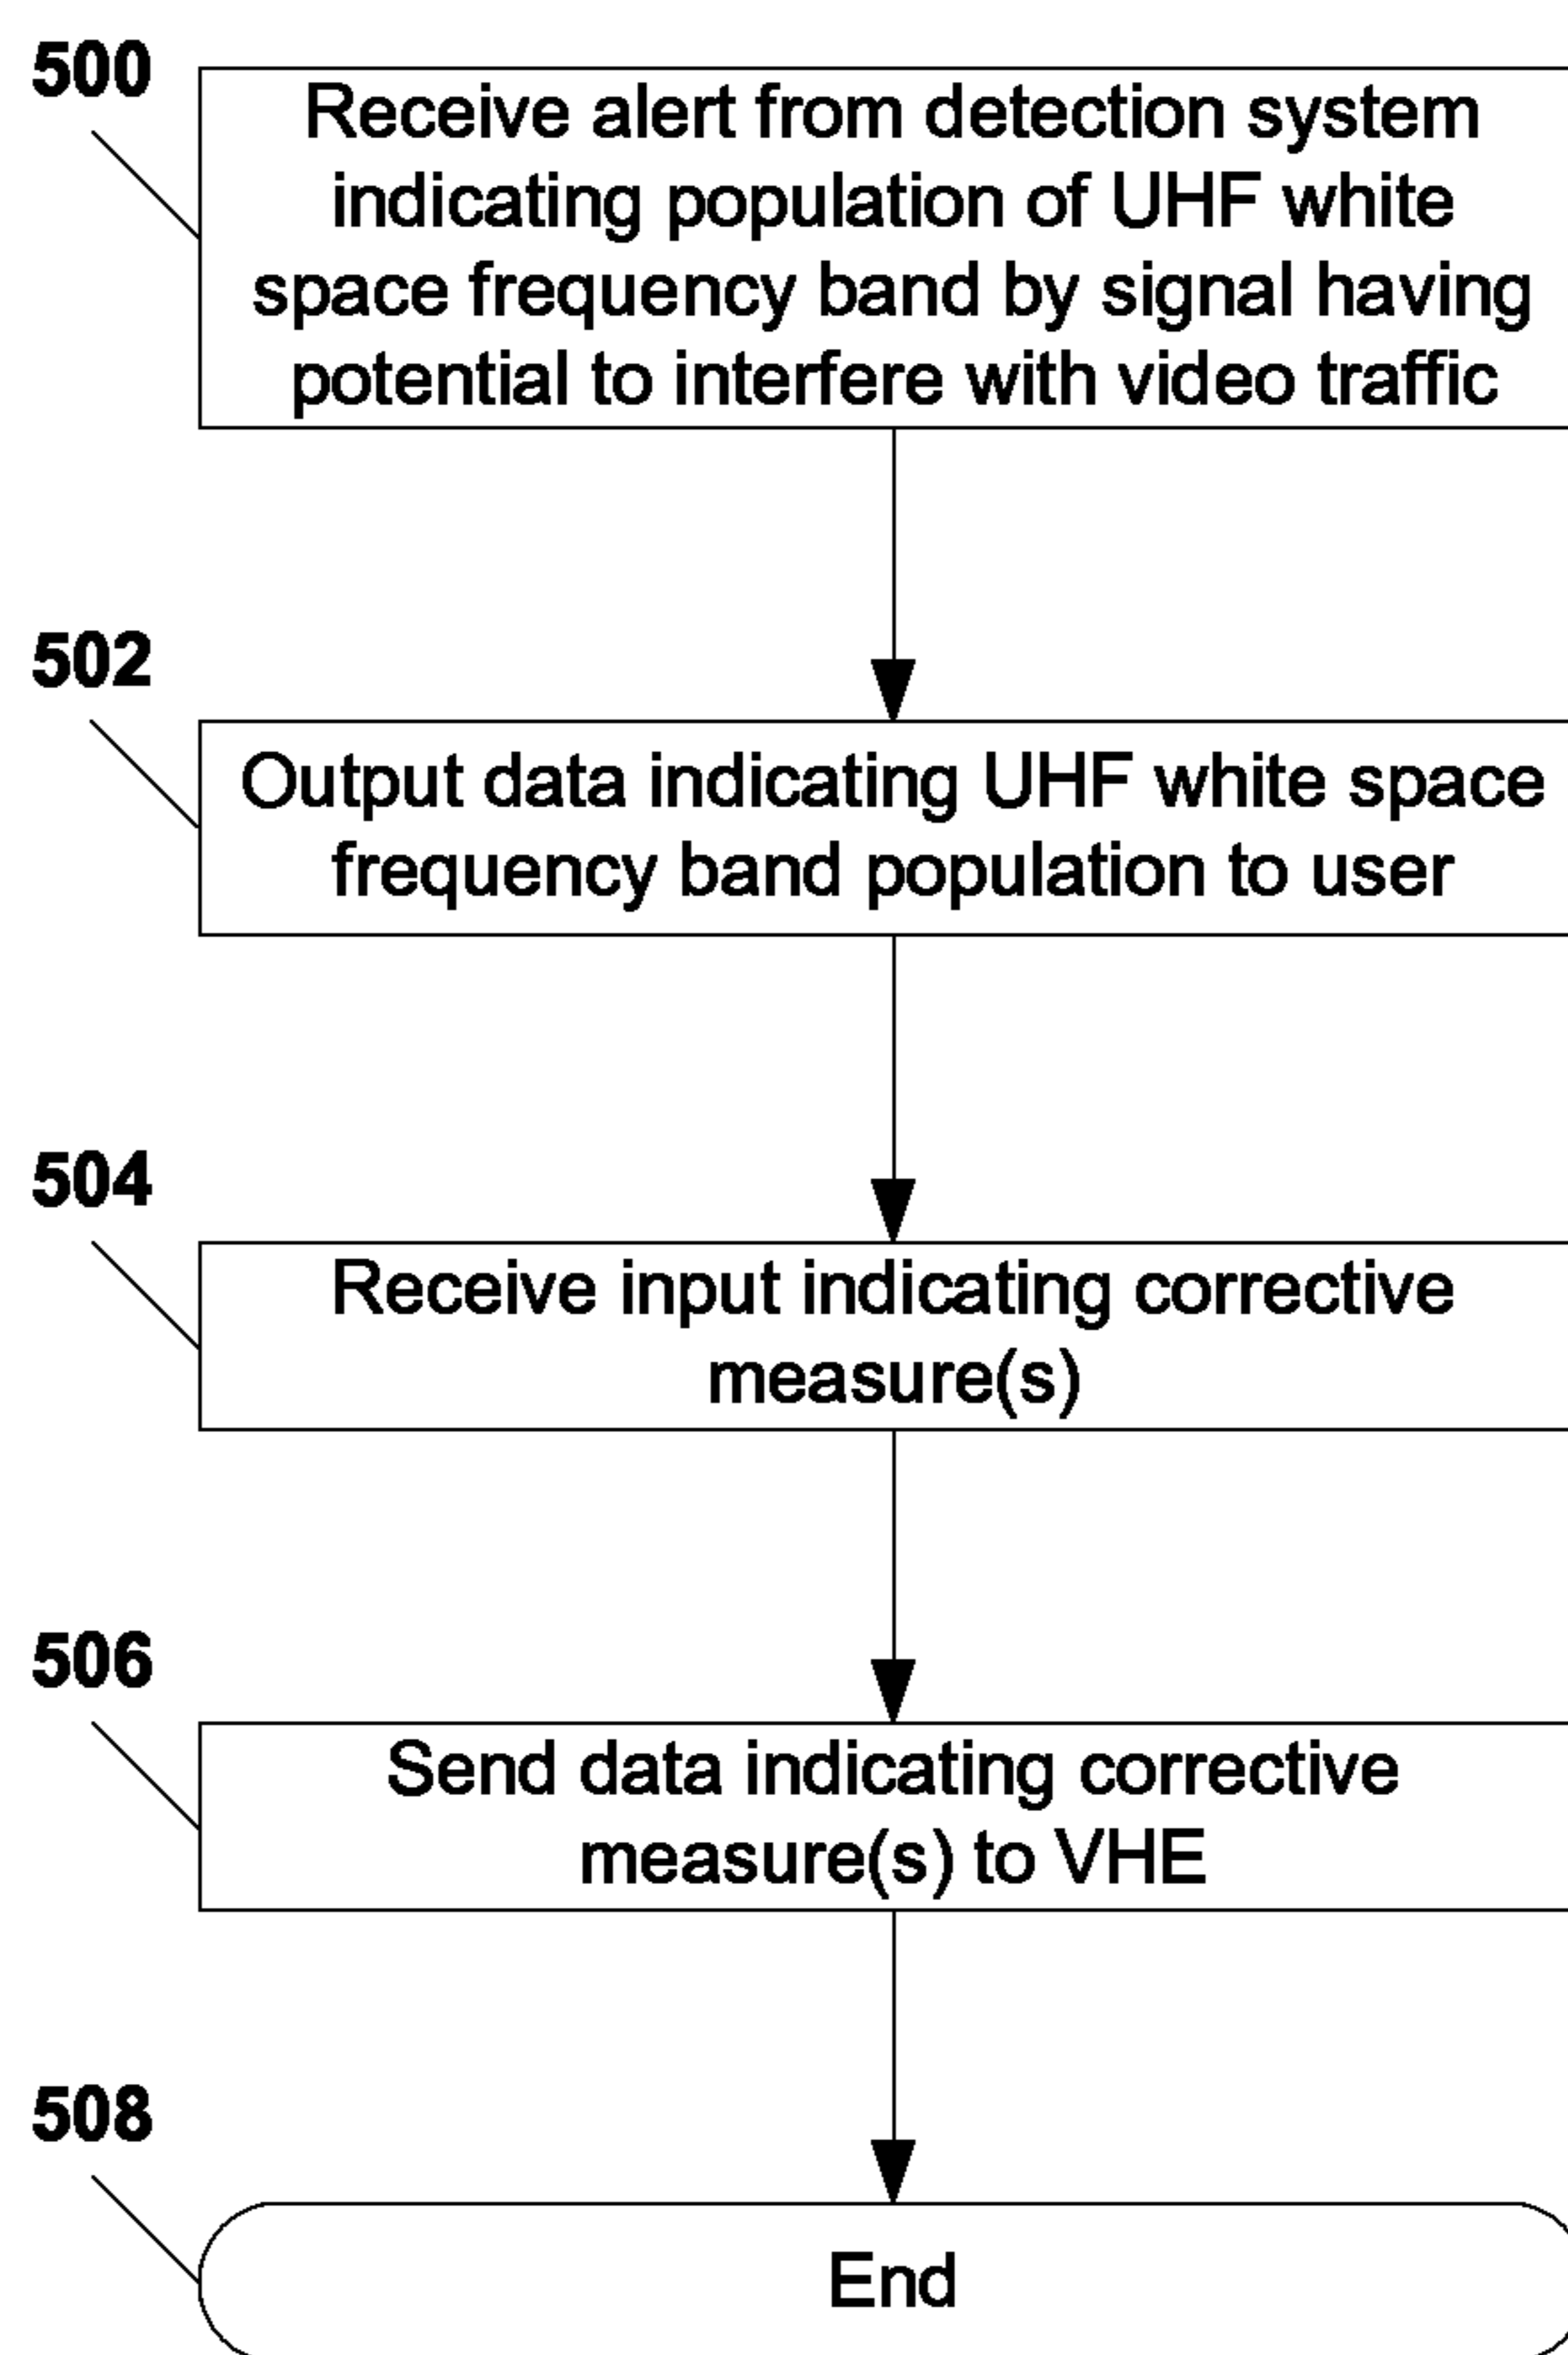 500
Receive alert from detection system
indicating population of UHF white
space frequency band by signal having
potential to interfere with video traffic
502
Output data indicating UHF white space
frequency band population to user
504
Receive input indicating corrective
measure(s)
506
Send data indicating corrective
measure(s) to VHE
508
End